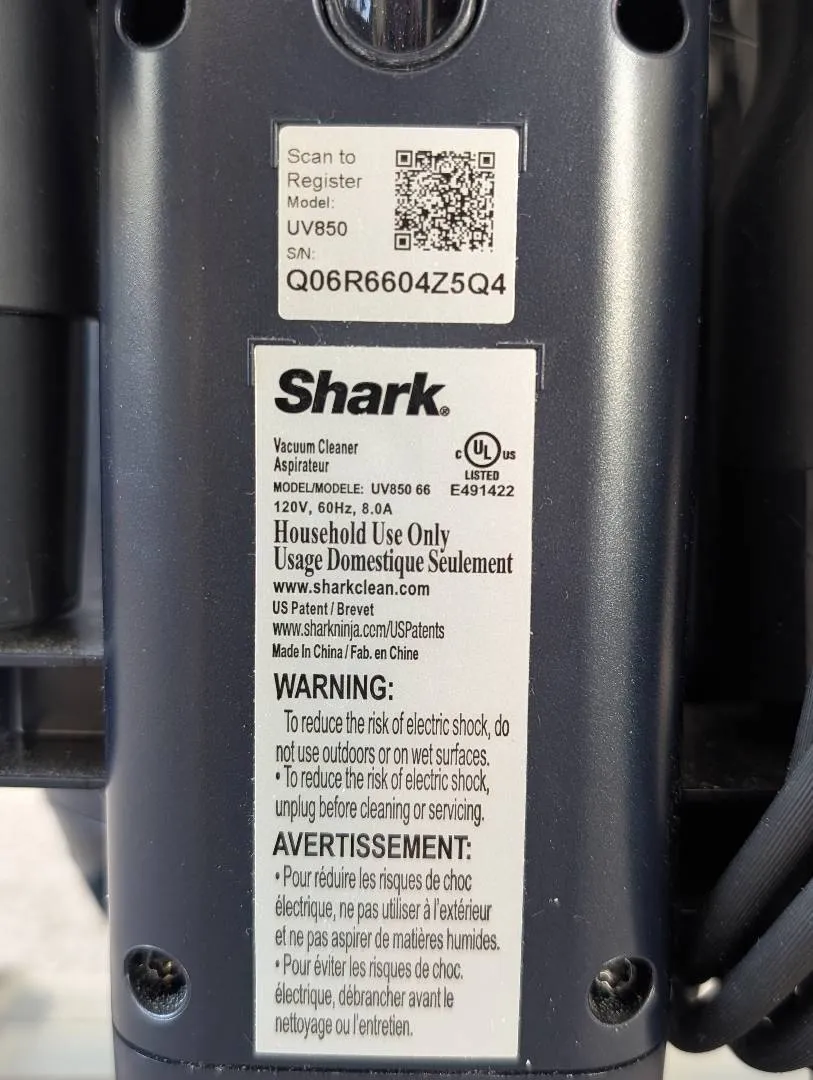 Scan to
Register
Model:
UV850
S/N:
Q06R6604Z5Q4
Shark®
Vacuum Cleaner
Aspirateur
c UL us
LISTED
MODEL/MODELE: UV850 66 E491422
120V, 60Hz, 8.0A
Household Use Only
Usage Domestique Seulement
www.sharkclean.com
US Patent / Brevet
www.sharkninja.com/USPatents
Made In China / Fab. en Chine
WARNING:
To reduce the risk of electric shock, do
not use outdoors or on wet surfaces.
• To reduce the risk of electric shock,
unplug before cleaning or servicing.
AVERTISSEMENT:
• Pour réduire les risques de choc
électrique, ne pas utiliser à l'extérieur
et ne pas aspirer de matières humides.
• Pour éviter les risques de choc.
électrique, débrancher avant le
nettoyage ou l'entretien.